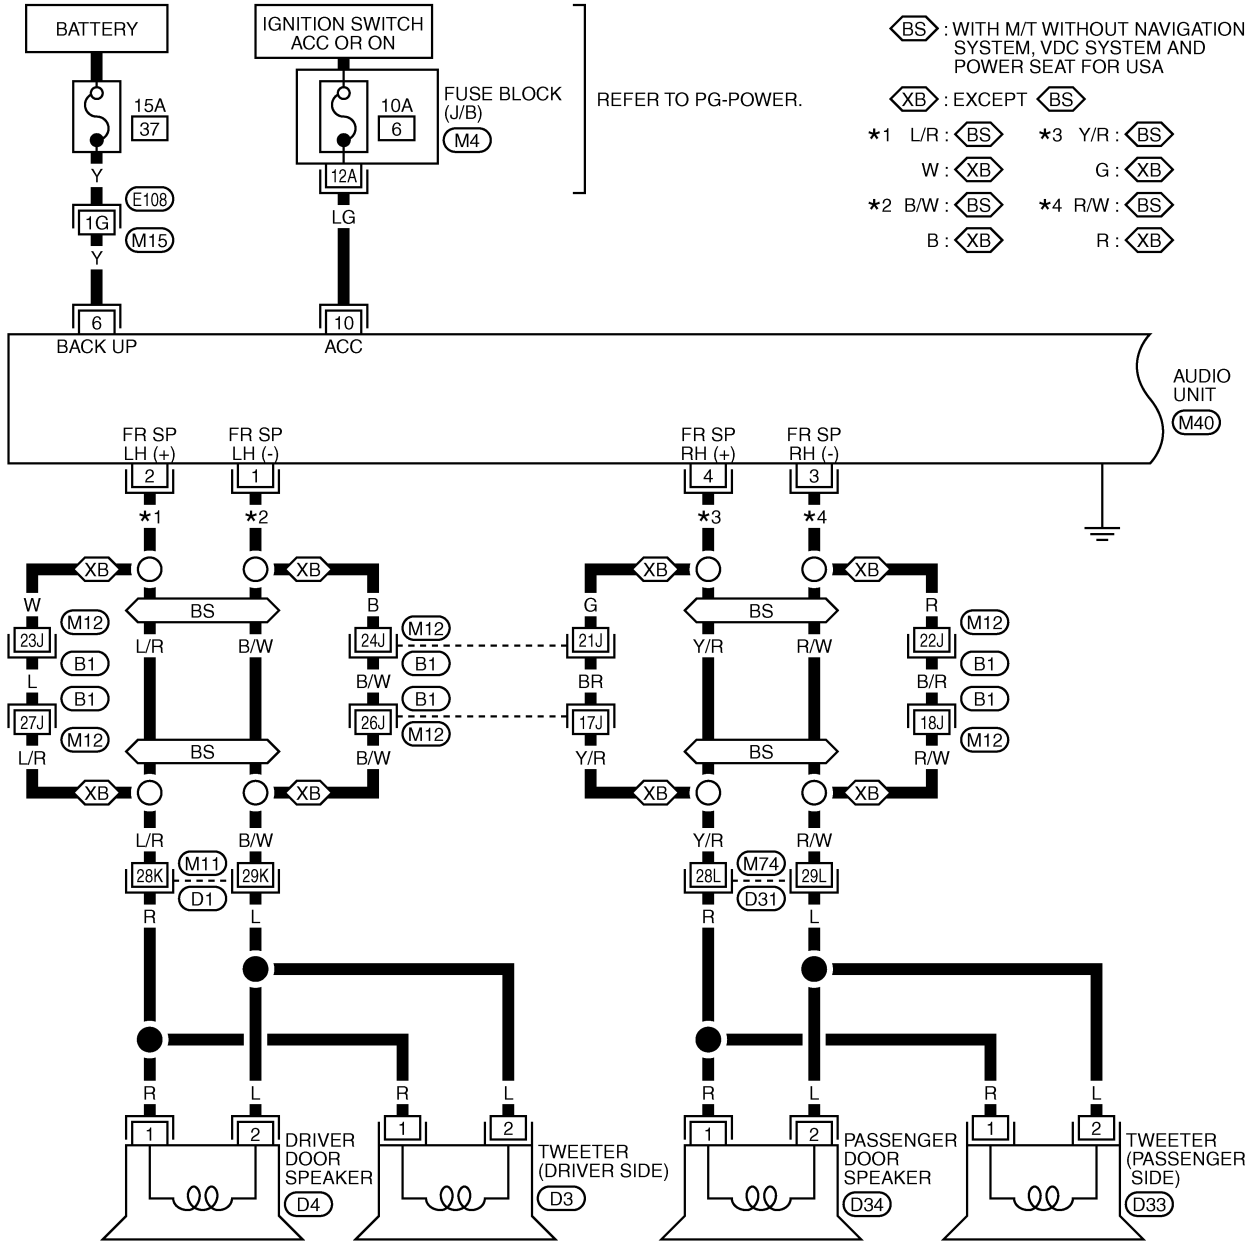 BATTERY
IGNITION SWITCH
ACC OR ON
15A
37
10A
6
FUSE BLOCK
(J/B)
M4
REFER TO PG-POWER.
BS : WITH M/T WITHOUT NAVIGATION
SYSTEM, VDC SYSTEM AND
POWER SEAT FOR USA
XB : EXCEPT BS
*1 L/R : BS *3 Y/R : BS
W : XB G : XB
*2 B/W : BS *4 R/W : BS
B : XB R : XB
Y
12A
E108
1G
LG
M15
Y
6
10
BACK UP
ACC
AUDIO
UNIT
M40
FR SP
LH (+)
FR SP
LH (-)
FR SP
RH (+)
FR SP
RH (-)
2 1 4 3
*1 *2 *3 *4
XB XB XB XB
W BS B G BS R
M12 M12 M12
23J L/R B/W 24J 21J Y/R R/W 22J
B1 B1 B1
L B/W BR B/R
B1 B1 B1
27J 26J 17J 18J
M12 M12 M12
L/R BS B/W Y/R BS R/W
XB XB XB XB
L/R B/W Y/R R/W
28K M11 29K 28L M74 29L
D1 D31
R L R L
R L R L R L R L
1 2 1 2 1 2 1 2
DRIVER
DOOR
SPEAKER
D4
TWEETER
(DRIVER SIDE)
D3
PASSENGER
DOOR
SPEAKER
D34
TWEETER
(PASSENGER
SIDE)
D33